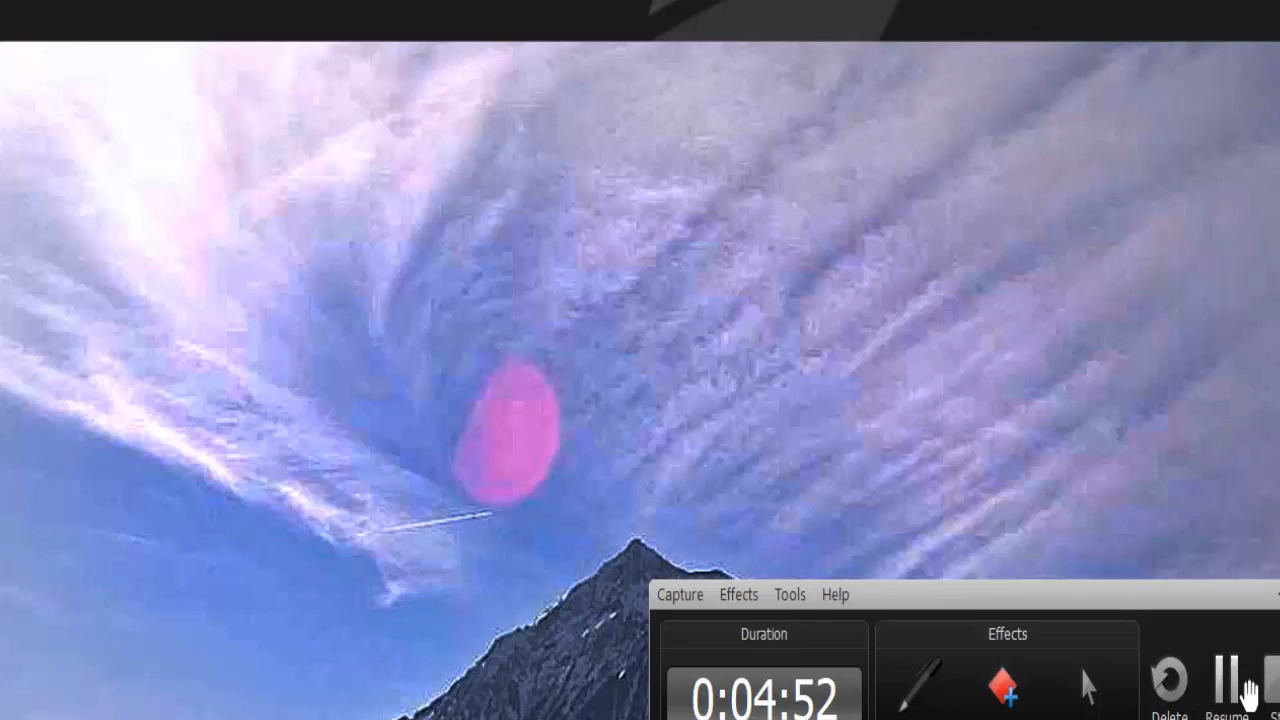 Capture Effects Tools Help
Duration
Effects
0:04:52
Delete
Resume